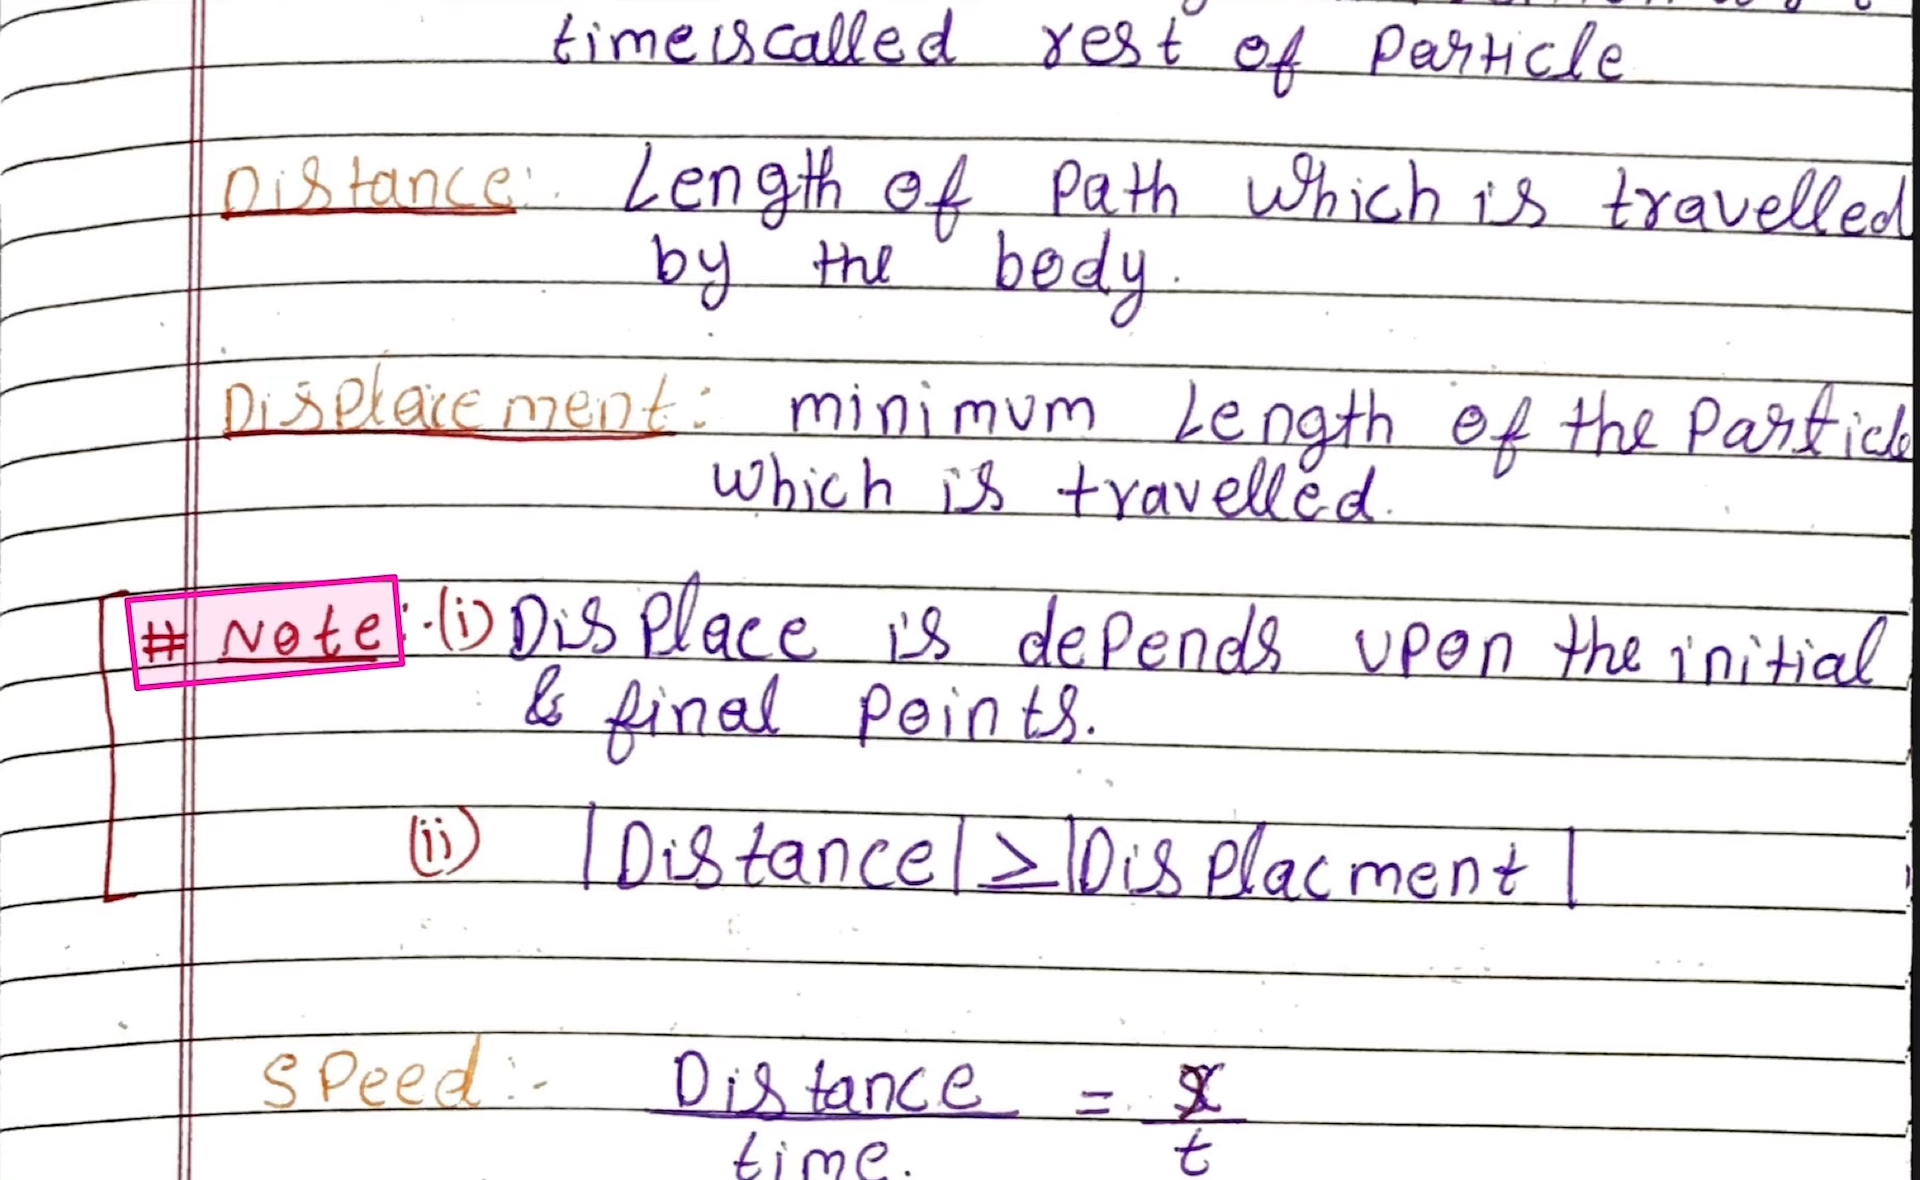 time is called rest of Particle
Distance: Length of Path which is travelled
by the body.
Displacement: minimum Length of the Particle
which is travelled.
# Note: (i) Displace is depends upon the initial
& final Points.
(ii) |Distance| ≥ |Displacment|
Speed:- Distance/time. = x/t